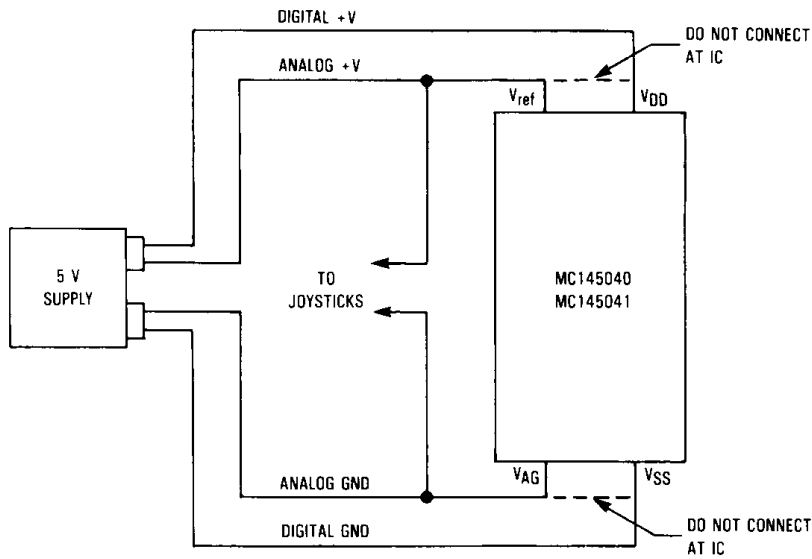 DIGITAL +V
DO NOT CONNECT
AT IC
ANALOG +V
Vref
VDD
5 V
SUPPLY
TO
JOYSTICKS
MC145040
MC145041
VAG
VSS
ANALOG GND
DIGITAL GND
DO NOT CONNECT
AT IC